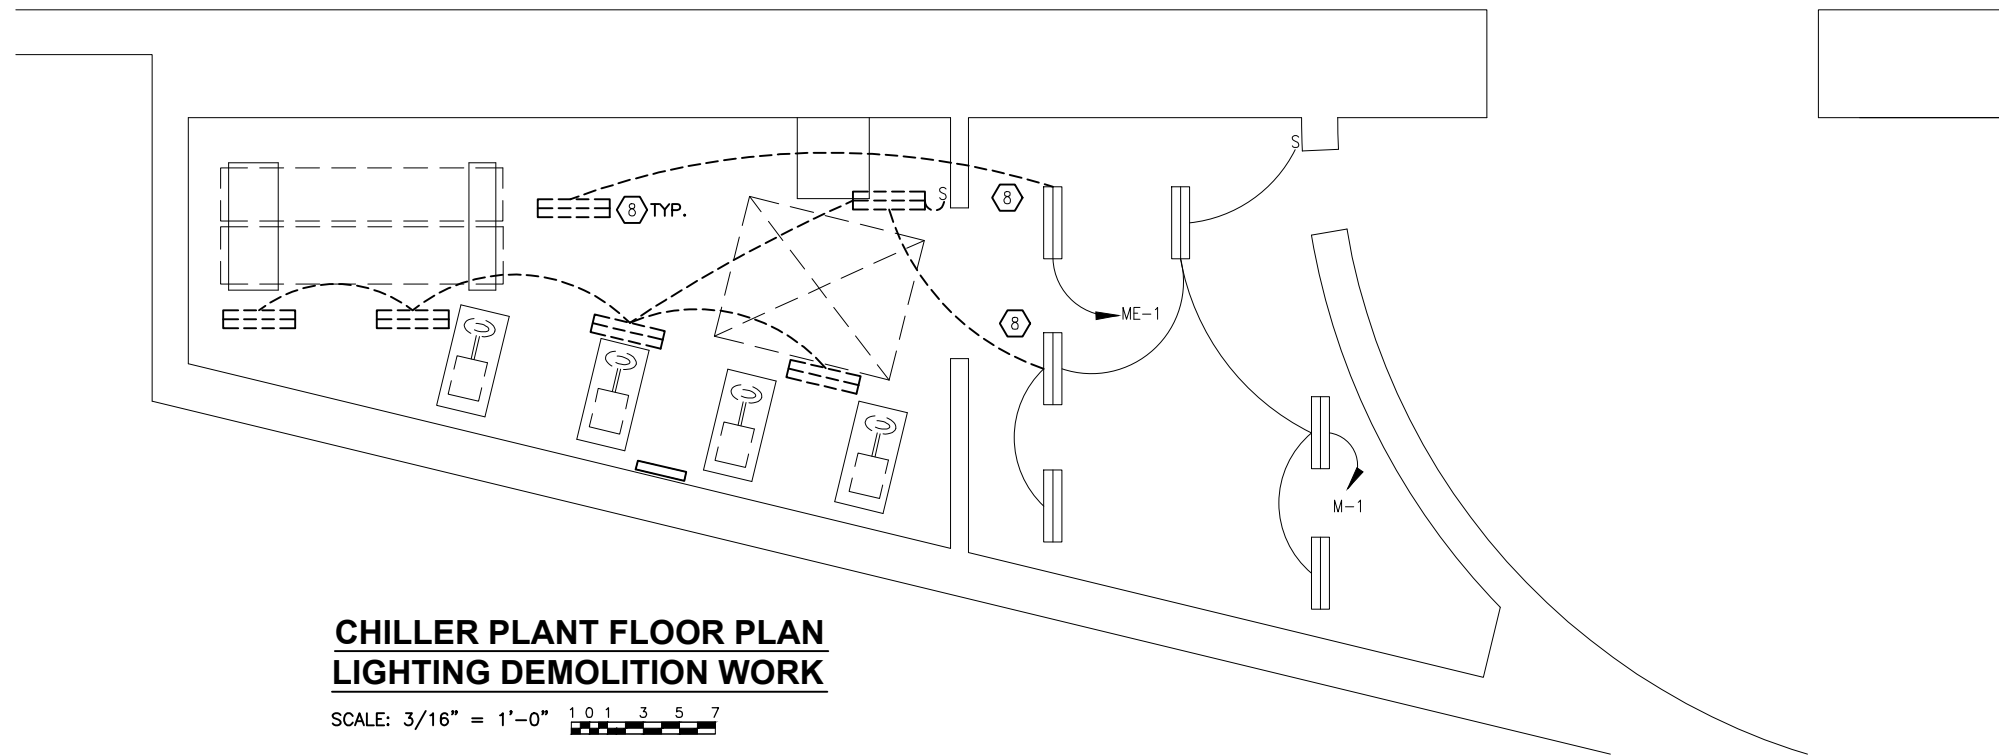 S
S
8
8 TYP.
ME-1
8
M-1
CHILLER PLANT FLOOR PLAN
LIGHTING DEMOLITION WORK
1 0 1 3 5 7
SCALE: 3/16" = 1'-0"